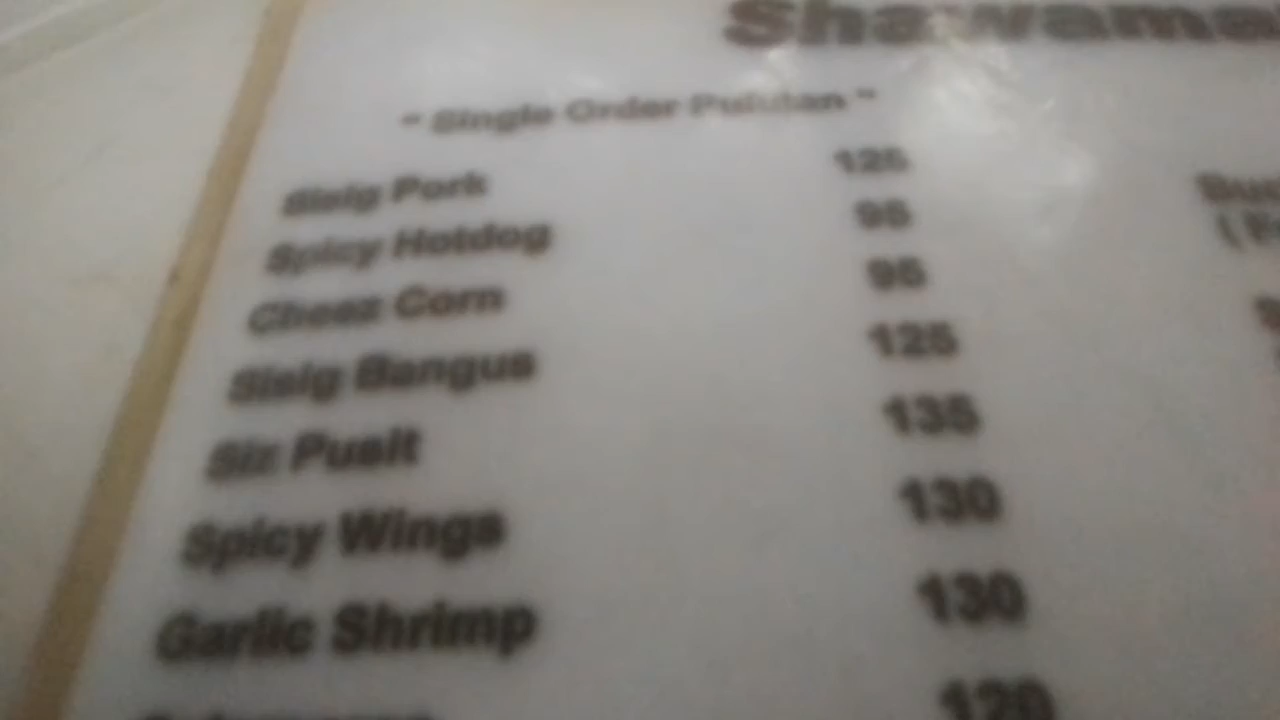 Shawarma
~ Single Order Pulutan ~
Sisig Pork 125
Spicy Hotdog 95
Cheez Corn 95
Sisig Bangus 125
Siz Pusit 135
Spicy Wings 130
Garlic Shrimp 130
120